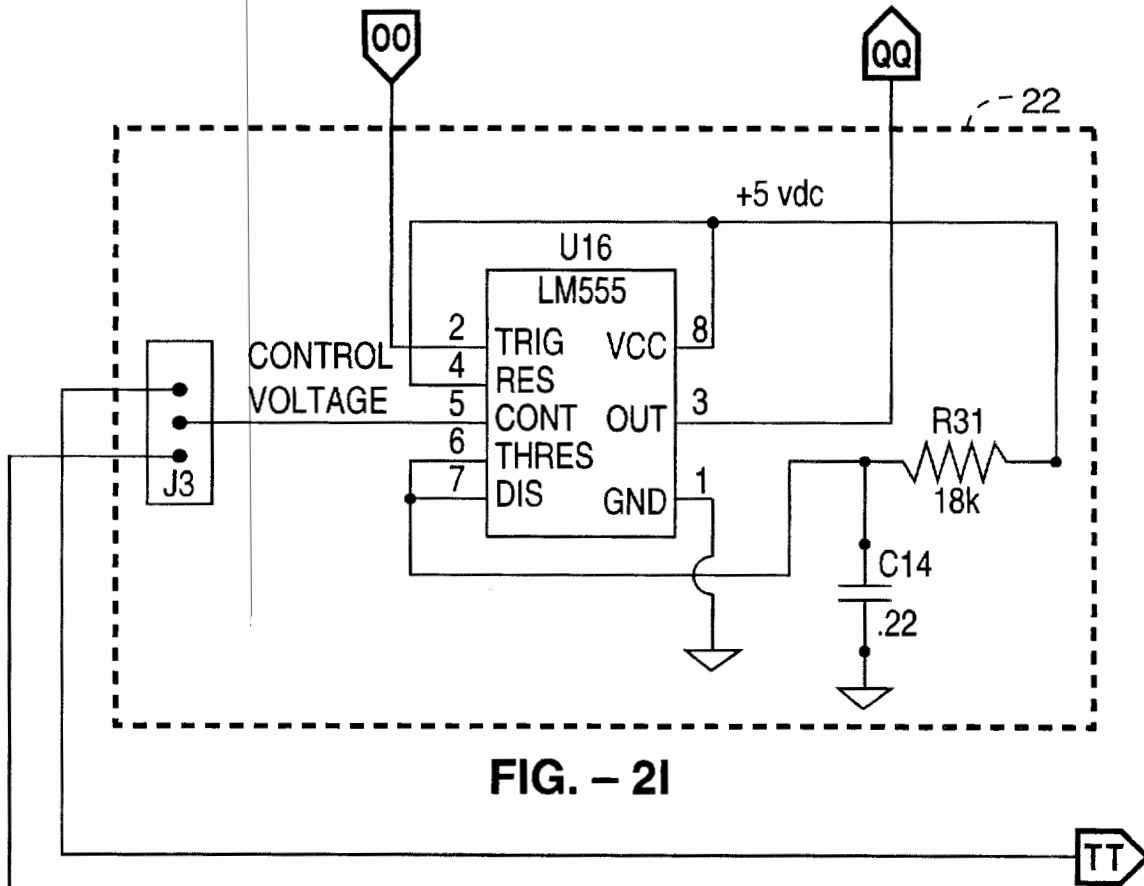 OO
QQ
22
+5 vdc
U16
LM555
2 TRIG VCC 8
4 RES
CONTROL
VOLTAGE
5 CONT OUT 3
6 THRES
7 DIS GND 1
J3
R31
18k
C14
.22
FIG. – 2I
TT